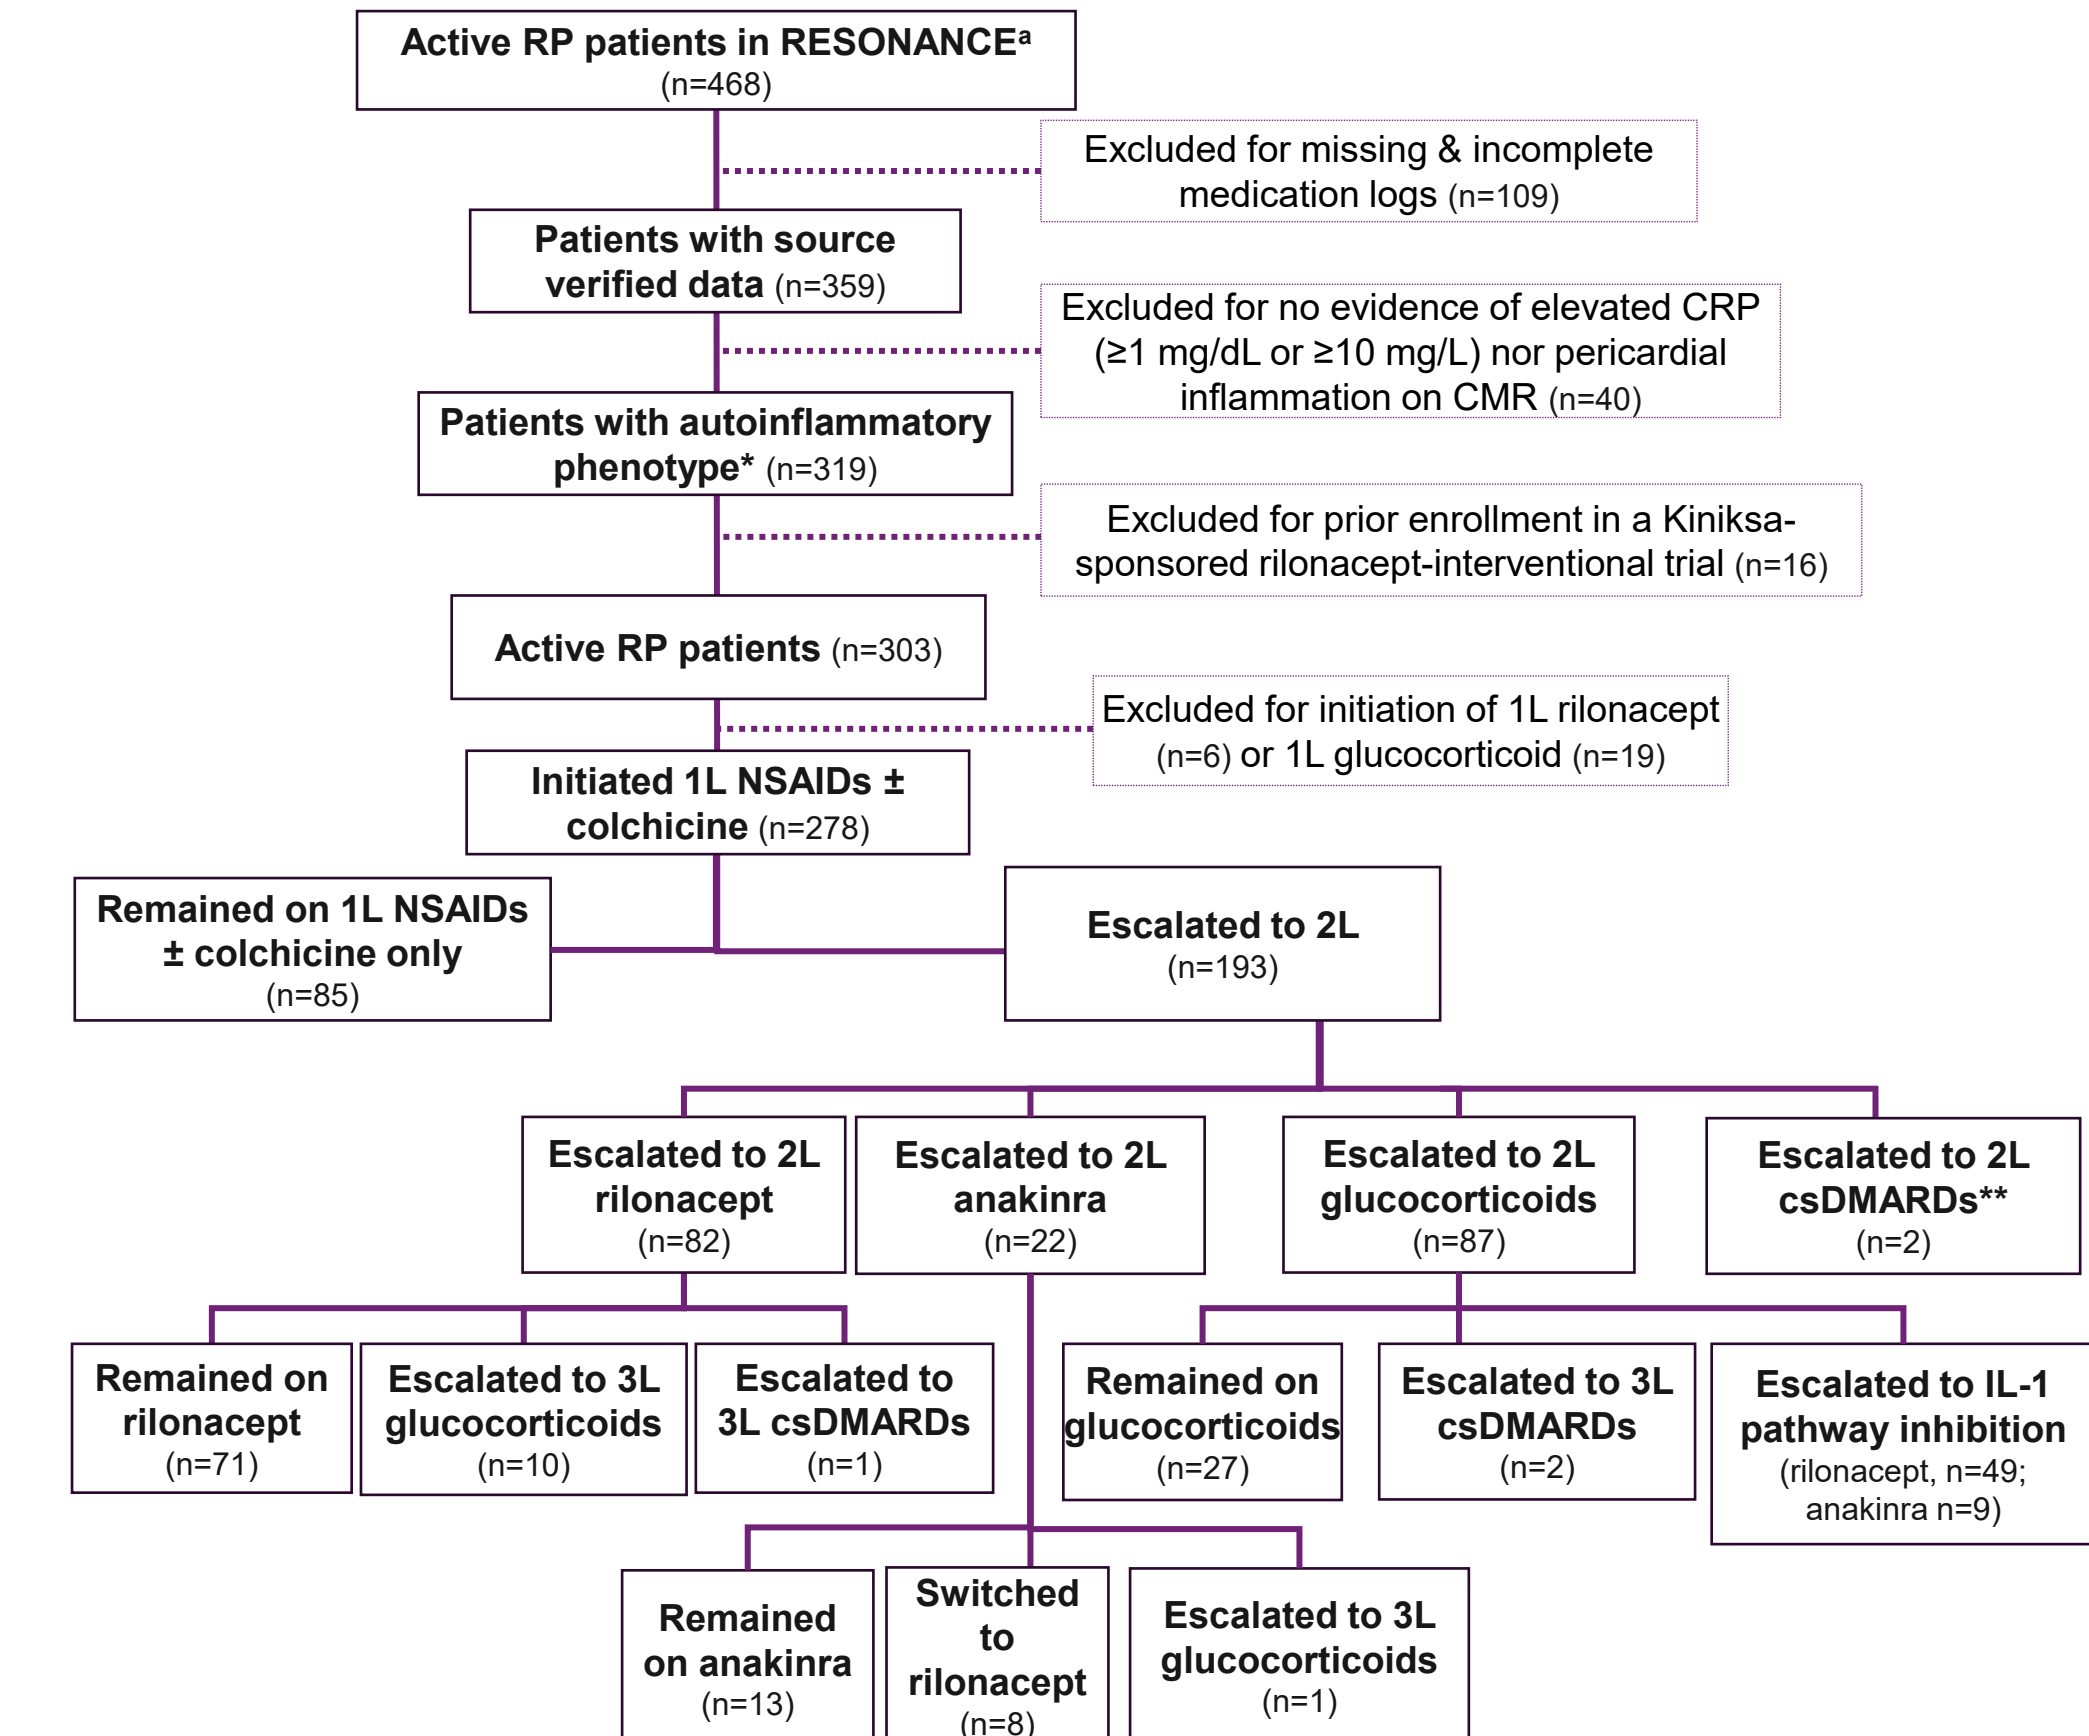 Active RP patients in RESONANCEᵃ
(n=468)
Excluded for missing & incomplete
medication logs (n=109)
Patients with source
verified data (n=359)
Excluded for no evidence of elevated CRP
(≥1 mg/dL or ≥10 mg/L) nor pericardial
inflammation on CMR (n=40)
Patients with autoinflammatory
phenotype* (n=319)
Excluded for prior enrollment in a Kiniksa-
sponsored rilonacept-interventional trial (n=16)
Active RP patients (n=303)
Excluded for initiation of 1L rilonacept
(n=6) or 1L glucocorticoid (n=19)
Initiated 1L NSAIDs ±
colchicine (n=278)
Remained on 1L NSAIDs
± colchicine only
(n=85)
Escalated to 2L
(n=193)
Escalated to 2L
rilonacept
(n=82)
Escalated to 2L
anakinra
(n=22)
Escalated to 2L
glucocorticoids
(n=87)
Escalated to 2L
csDMARDs**
(n=2)
Remained on
rilonacept
(n=71)
Escalated to 3L
glucocorticoids
(n=10)
Escalated to
3L csDMARDs
(n=1)
Remained on
glucocorticoids
(n=27)
Escalated to 3L
csDMARDs
(n=2)
Escalated to IL-1
pathway inhibition
(rilonacept, n=49;
anakinra n=9)
Remained
on anakinra
(n=13)
Switched
to
rilonacept
(n=8)
Escalated to 3L
glucocorticoids
(n=1)